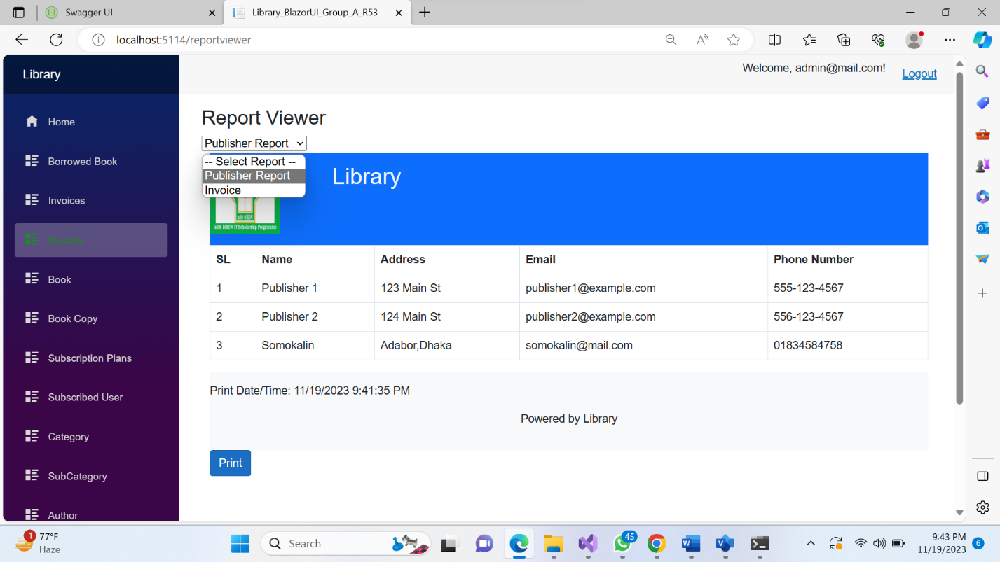 Swagger UI
Library_BlazorUI_Group_A_R53
localhost:5114/reportviewer
Library
Welcome, admin@mail.com!
Logout
Home
Borrowed Book
Invoices
Reports
Book
Book Copy
Subscription Plans
Subscribed User
Category
SubCategory
Author
Report Viewer
Publisher Report
-- Select Report --
Publisher Report
Invoice
Library
IsDB-BISEW
IsDB-BISEW IT Scholarship Programme
SL Name Address Email Phone Number
1 Publisher 1 123 Main St publisher1@example.com 555-123-4567
2 Publisher 2 124 Main St publisher2@example.com 556-123-4567
3 Somokalin Adabor,Dhaka somokalin@mail.com 01834584758
Print Date/Time: 11/19/2023 9:41:35 PM
Powered by Library
Print
1
77°F
Haze
Search
45
9:43 PM
11/19/2023
6